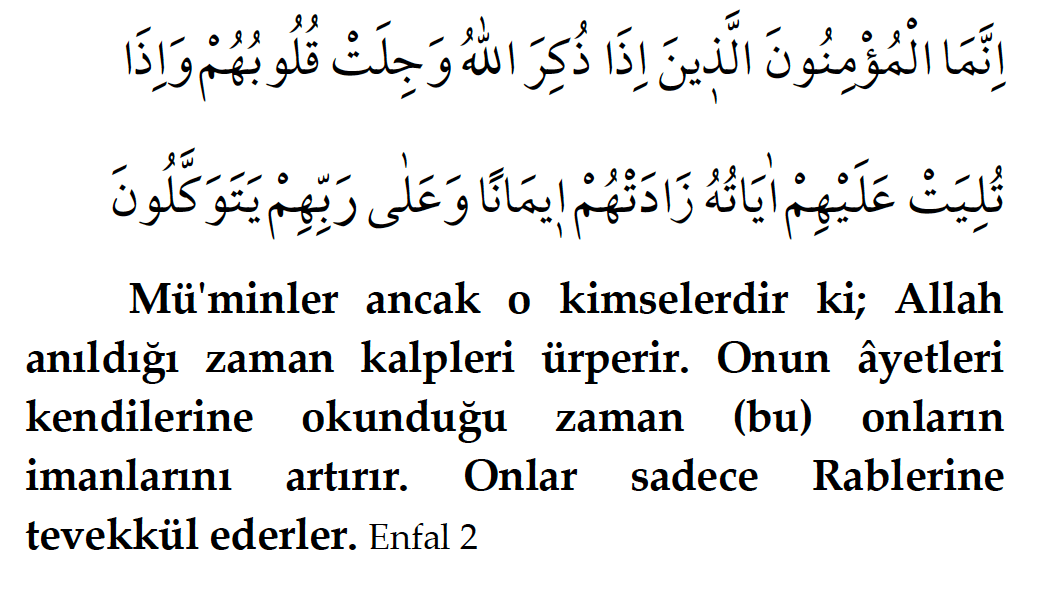 اِنَّمَا الْمُؤْمِنُونَ الَّذ۪ينَ اِذَا ذُكِرَ اللّٰهُ وَجِلَتْ قُلُوبُهُمْ وَاِذَا
تُلِيَتْ عَلَيْهِمْ اٰيَاتُهُ زَادَتْهُمْ ا۪يمَانًا وَعَلٰى رَبِّهِمْ يَتَوَكَّلُونَ
Mü'minler ancak o kimselerdir ki; Allah
anıldığı zaman kalpleri ürperir. Onun âyetleri
kendilerine okunduğu zaman (bu) onların
imanlarını artırır. Onlar sadece Rablerine
tevekkül ederler. Enfal 2